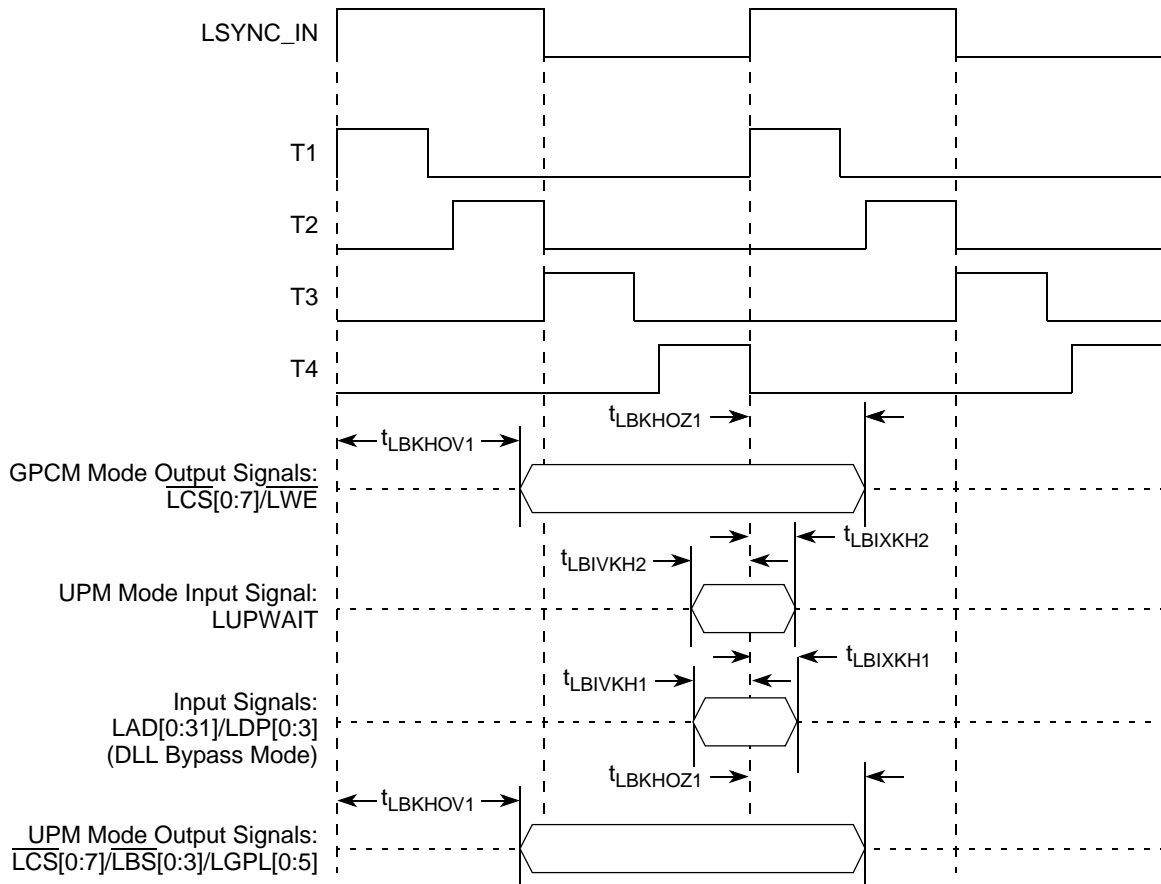 LSYNC_IN
T1
T2
T3
T4
tLBKHOZ1
tLBKHOV1
GPCM Mode Output Signals:
LCS[0:7]/LWE
tLBIXKH2
tLBIVKH2
UPM Mode Input Signal:
LUPWAIT
tLBIXKH1
tLBIVKH1
Input Signals:
LAD[0:31]/LDP[0:3]
(DLL Bypass Mode)
tLBKHOZ1
tLBKHOV1
UPM Mode Output Signals:
LCS[0:7]/LBS[0:3]/LGPL[0:5]